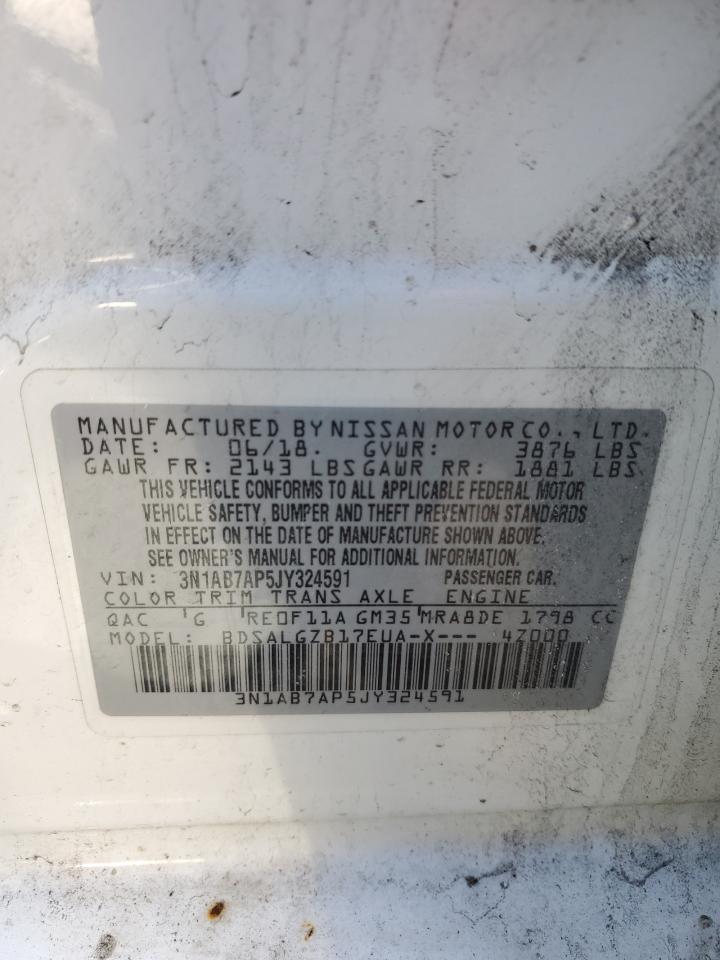 MANUFACTURED BY NISSAN MOTOR CO., LTD.
DATE: 06/18. GVWR: 3876 LBS
GAWR FR: 2143 LBS GAWR RR: 1881 LBS
THIS VEHICLE CONFORMS TO ALL APPLICABLE FEDERAL MOTOR
VEHICLE SAFETY, BUMPER AND THEFT PREVENTION STANDARDS
IN EFFECT ON THE DATE OF MANUFACTURE SHOWN ABOVE.
SEE OWNER'S MANUAL FOR ADDITIONAL INFORMATION.
VIN: 3N1AB7AP5JY324591 PASSENGER CAR.
COLOR TRIM TRANS AXLE ENGINE
QAC 'G 'RE0F11A GM35'MRA8DE 1798 CC
MODEL: BDSALGZB17EUA-X--- 4Z000
3N1AB7AP5JY324591